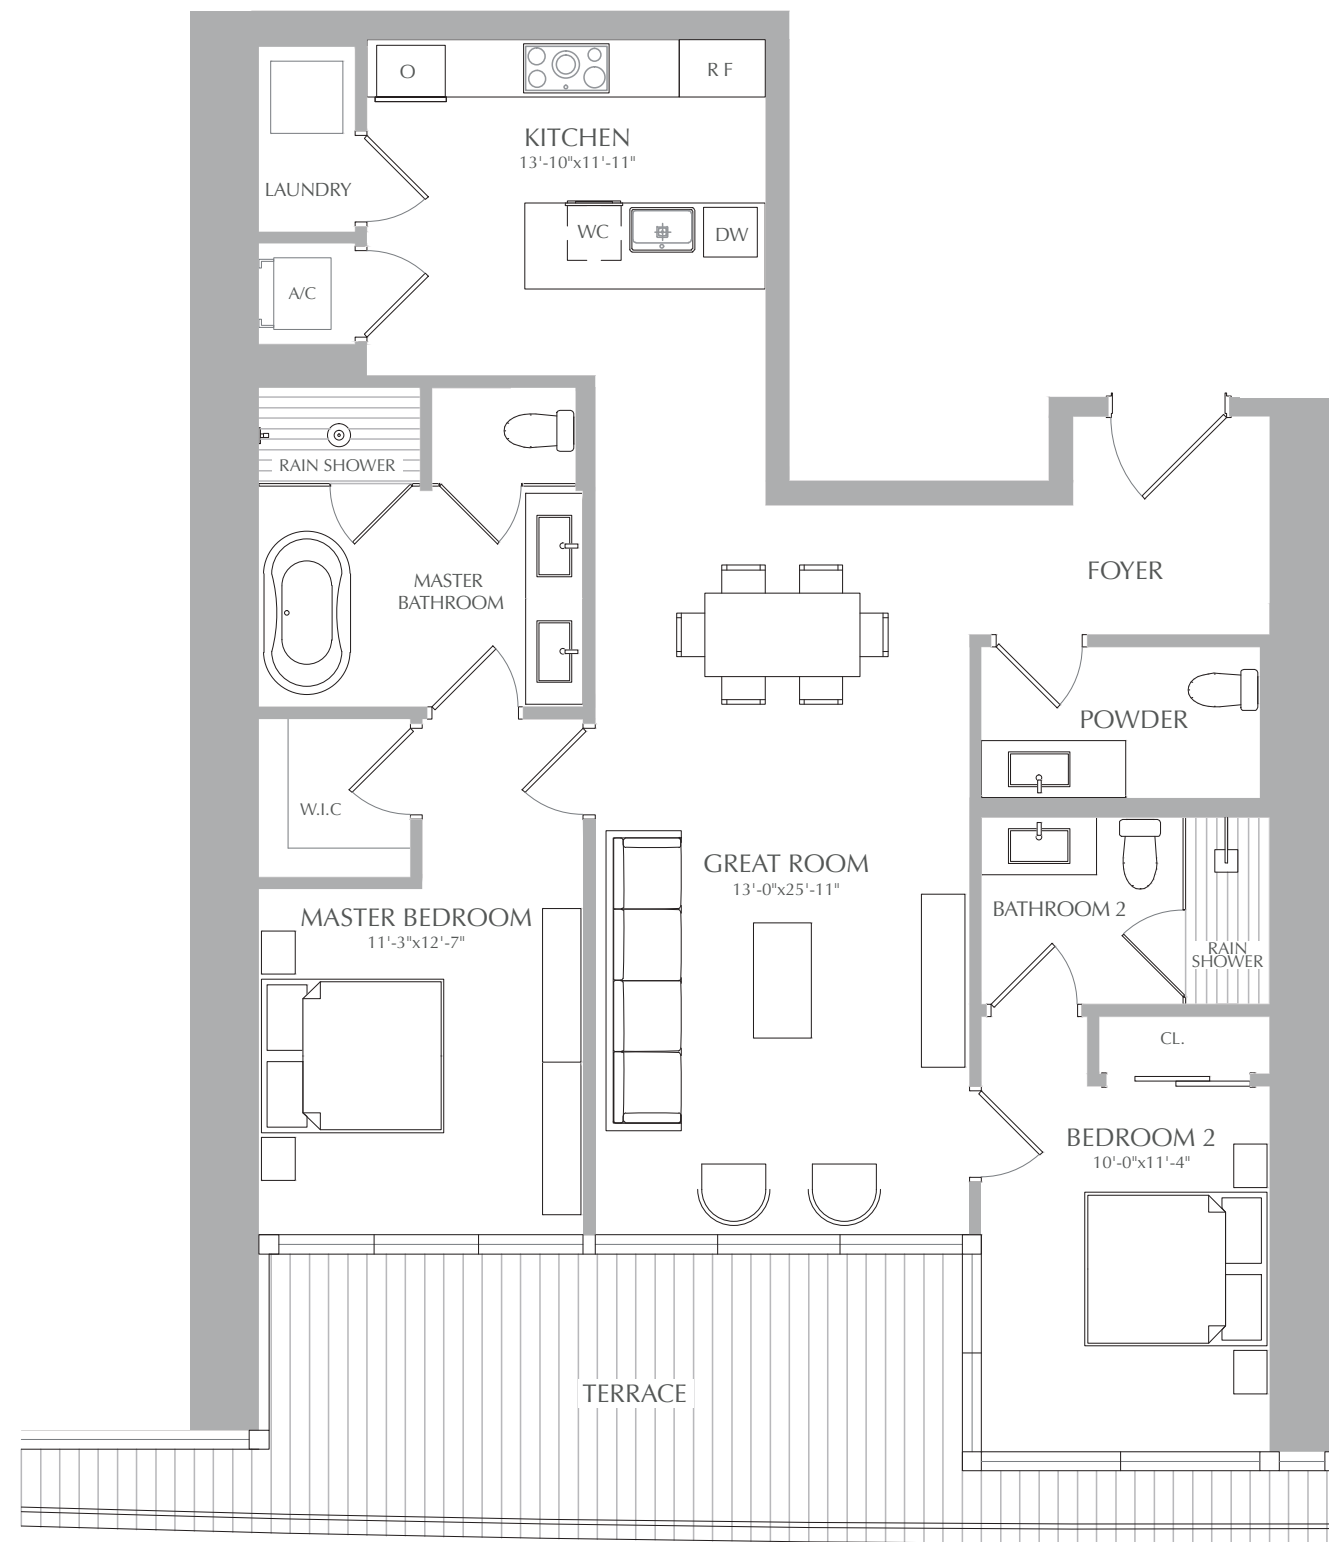 O
R F
KITCHEN
13'-10"x11'-11"
LAUNDRY
WC
DW
A/C
RAIN SHOWER
MASTER
BATHROOM
FOYER
POWDER
W.I.C
GREAT ROOM
13'-0"x25'-11"
MASTER BEDROOM
11'-3"x12'-7"
BATHROOM 2
RAIN
SHOWER
CL.
BEDROOM 2
10'-0"x11'-4"
TERRACE